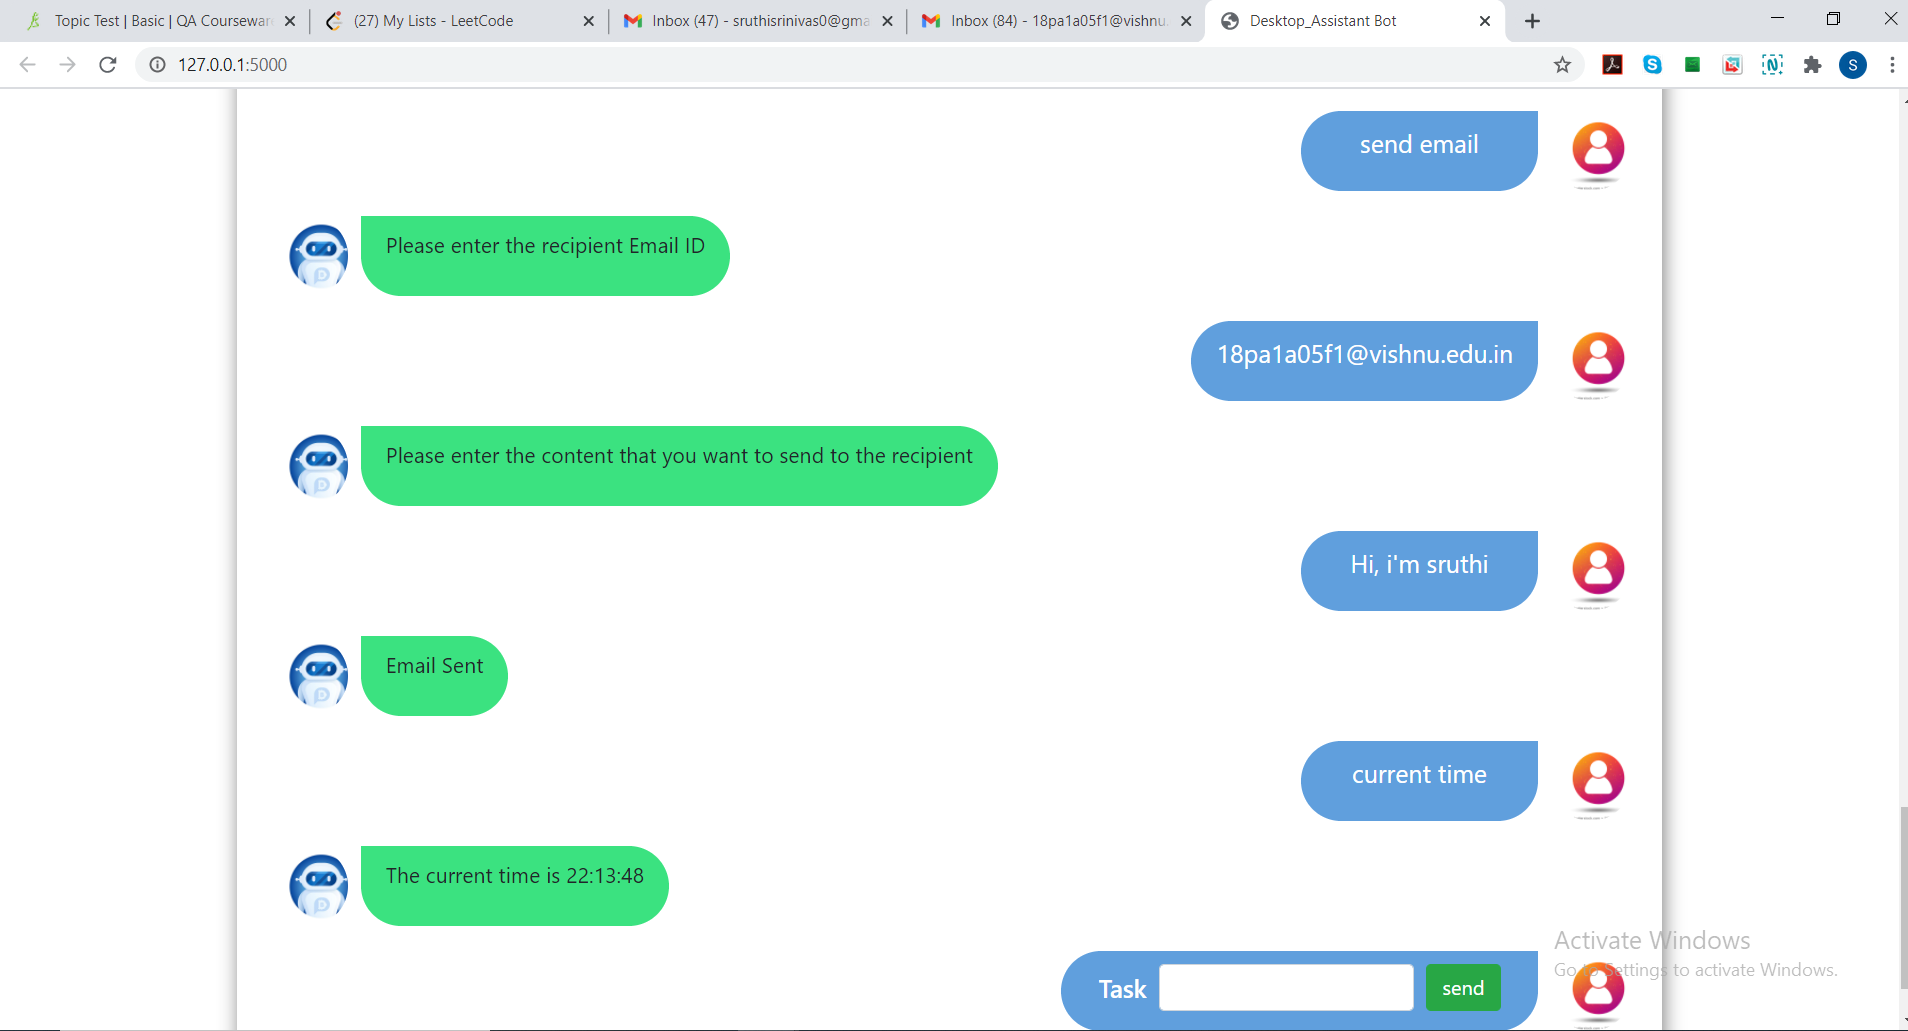 Topic Test | Basic | QA Courseware
(27) My Lists - LeetCode
Inbox (47) - sruthisrinivas0@gma
Inbox (84) - 18pa1a05f1@vishnu.
Desktop_Assistant Bot
127.0.0.1:5000
S
send email
Please enter the recipient Email ID
18pa1a05f1@vishnu.edu.in
Please enter the content that you want to send to the recipient
Hi, i'm sruthi
Email Sent
current time
The current time is 22:13:48
Activate Windows
Go to Settings to activate Windows.
Task
send